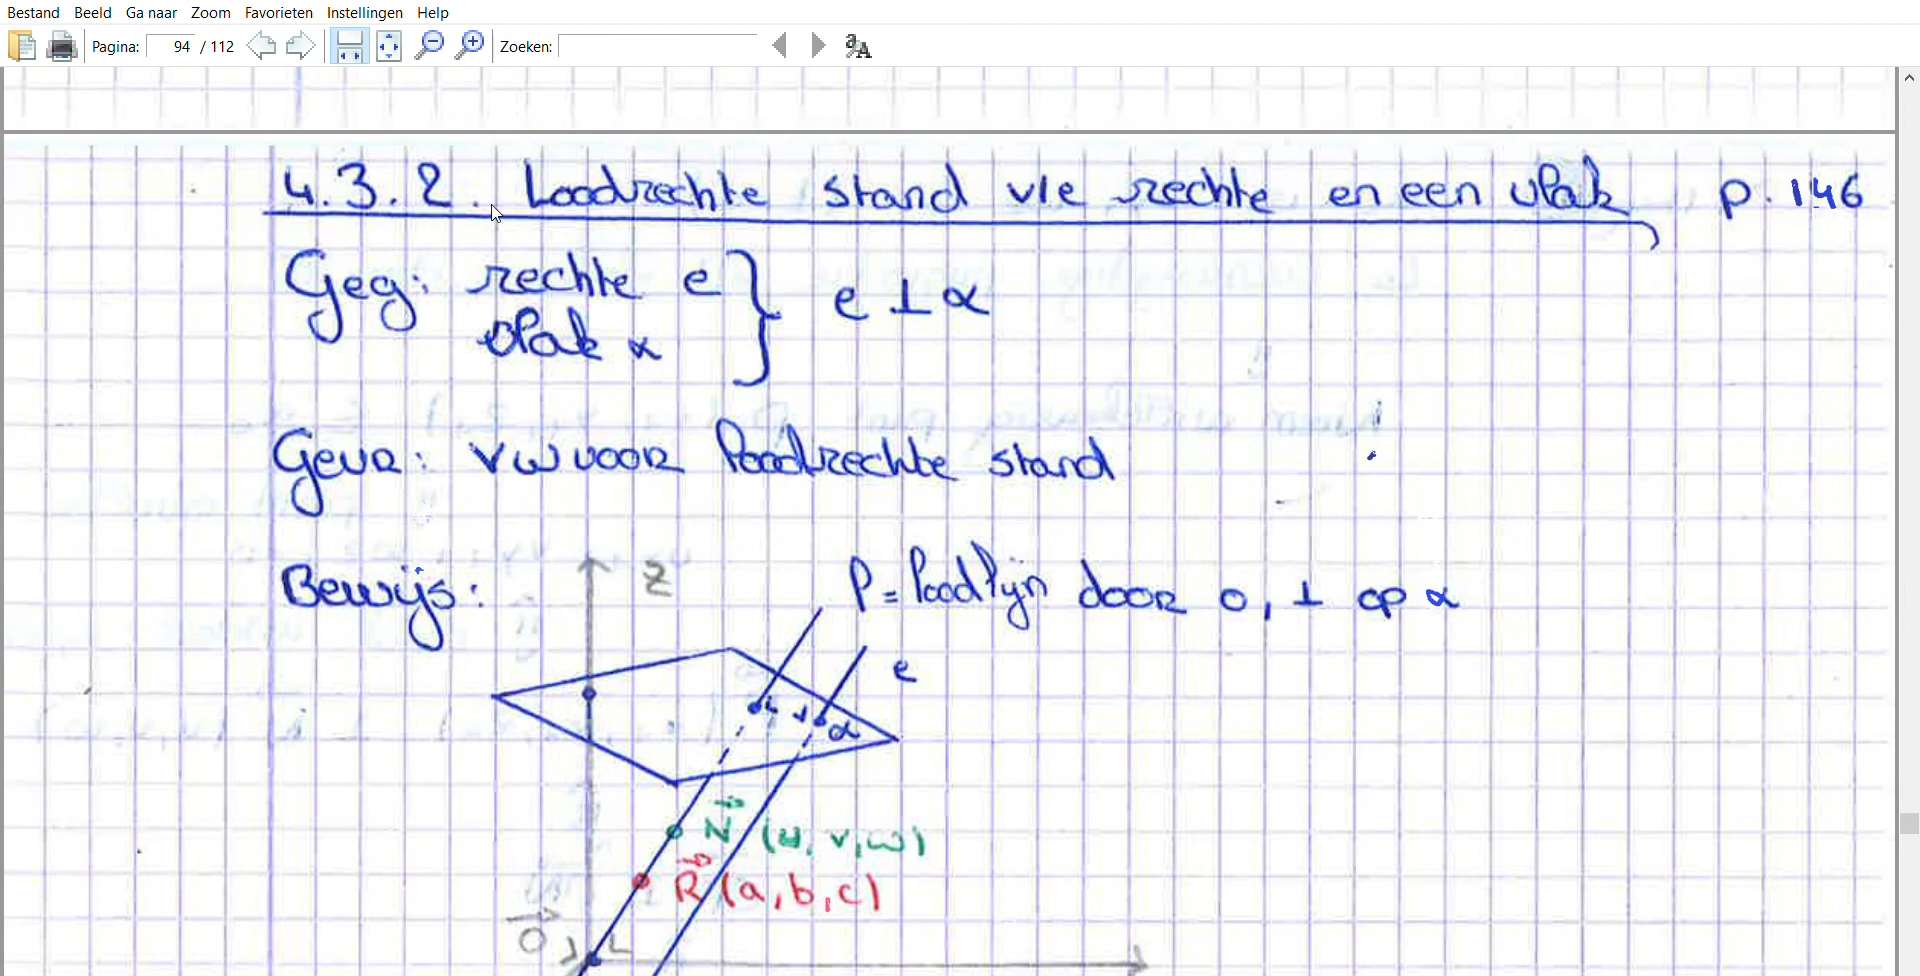 Bestand Beeld Ga naar Zoom Favorieten Instellingen Help
Pagina: 94 / 112 Zoeken:
4.3.2. Loodrechte stand v/e rechte en een vlak p. 146
Geg: rechte e
vlak α
e ⊥ α
Gevr: vw voor loodrechte stand
Bewijs:
z
p = loodlijn door o, ⊥ op α
e
α
N (u, v, w)
R (a, b, c)
O